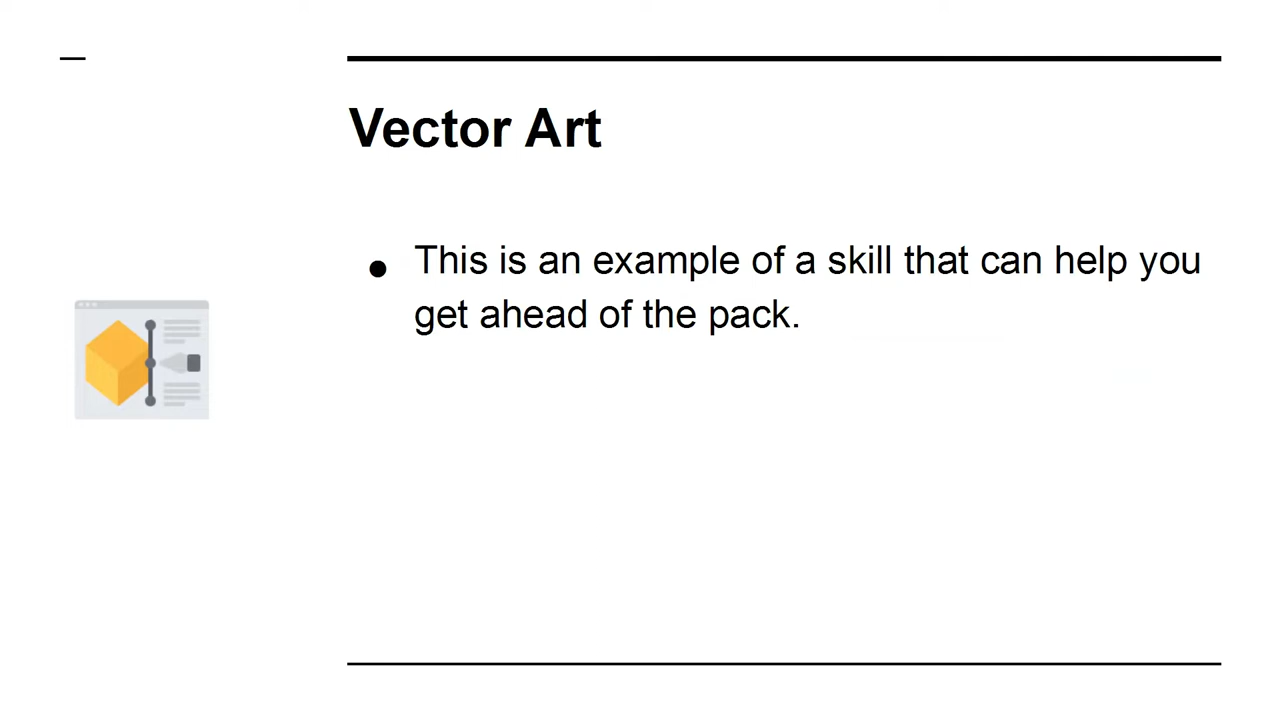 Vector Art
● This is an example of a skill that can help you
get ahead of the pack.